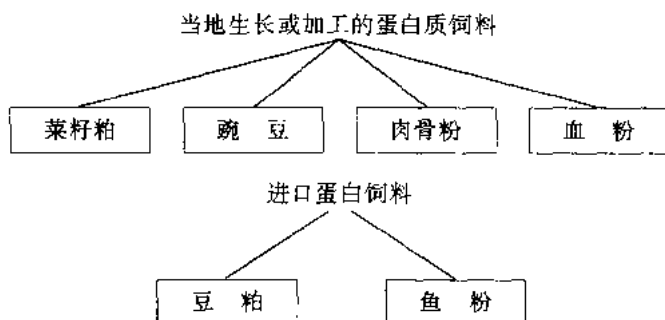 当地生长或加工的蛋白质饲料
菜籽粕 豌豆 肉骨粉 血粉
进口蛋白饲料
豆粕 鱼粉